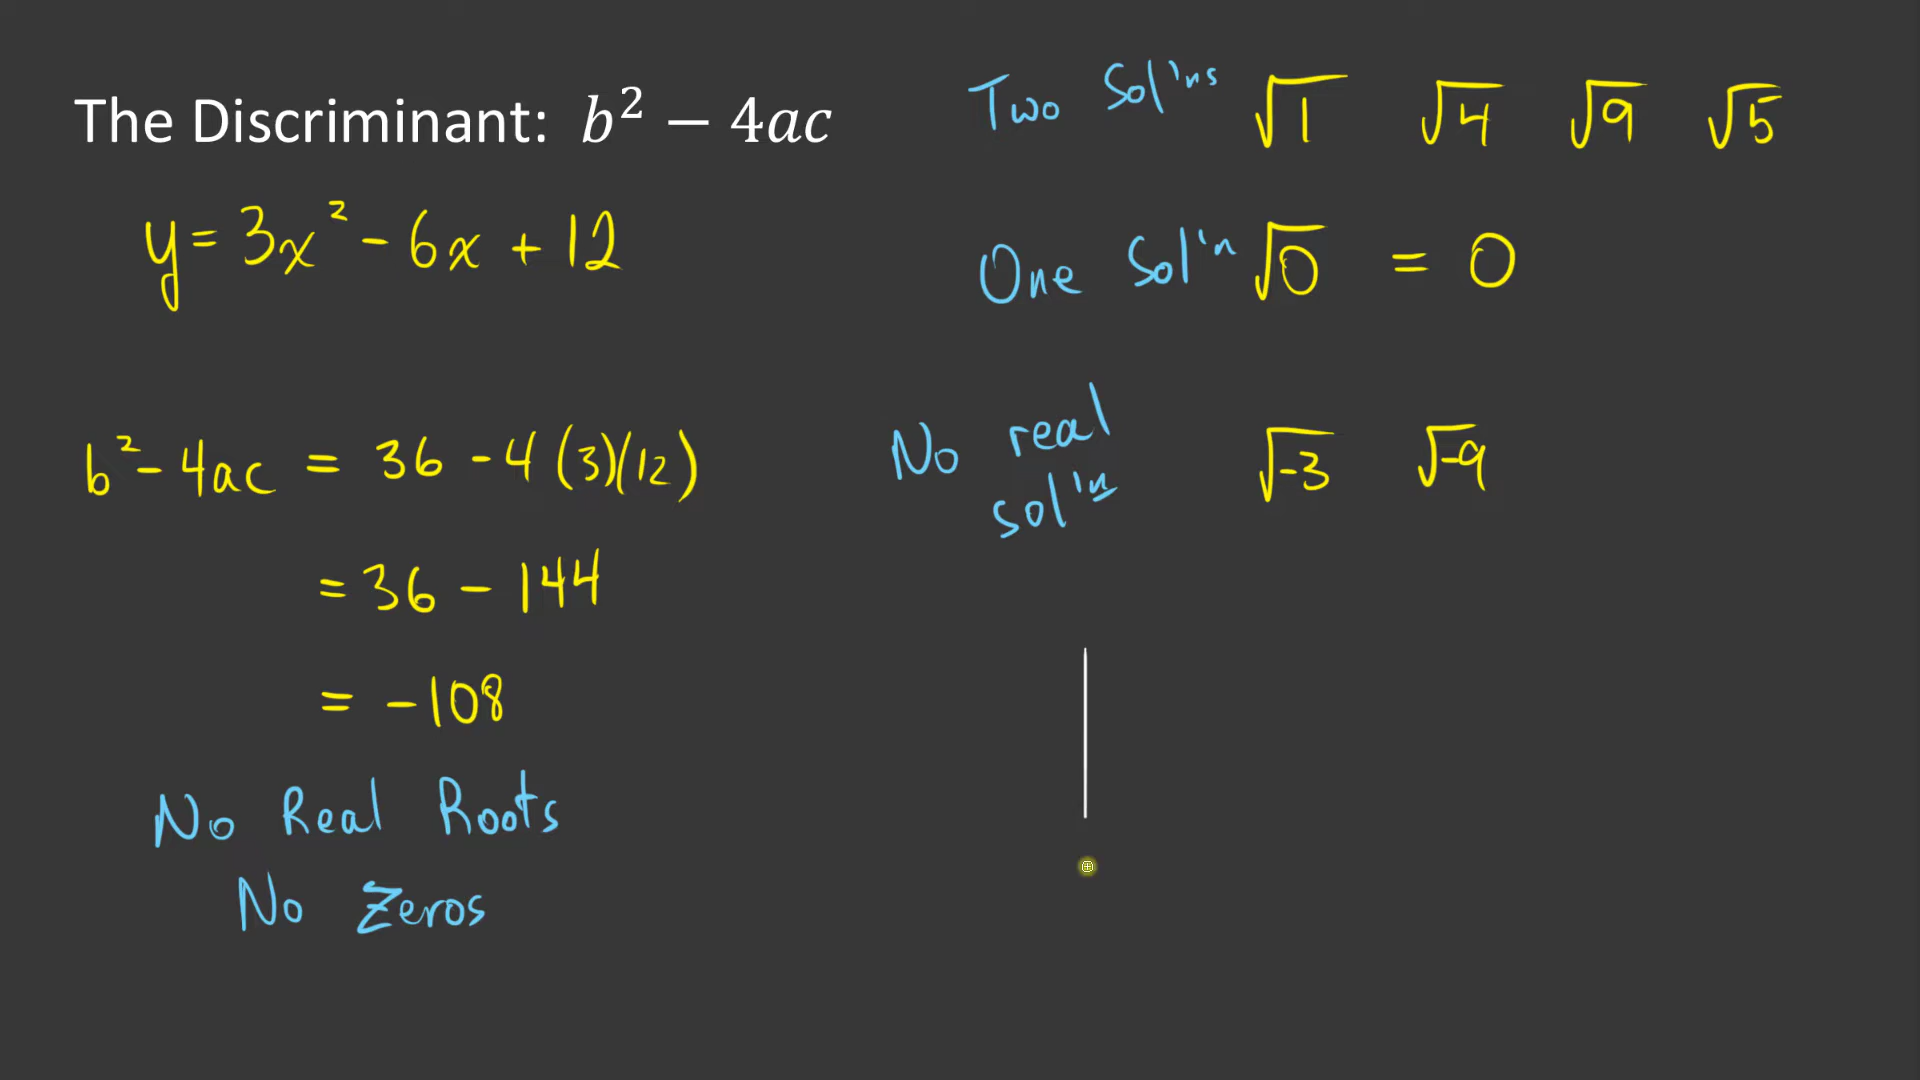 The Discriminant: b² − 4ac
y = 3x² - 6x + 12
b² - 4ac = 36 - 4(3)(12)
= 36 - 144
= -108
No Real Roots
No Zeros
Two Sol'ns √1 √4 √9 √5
One Sol'n √0 = 0
No real √-3 √-9
sol'n